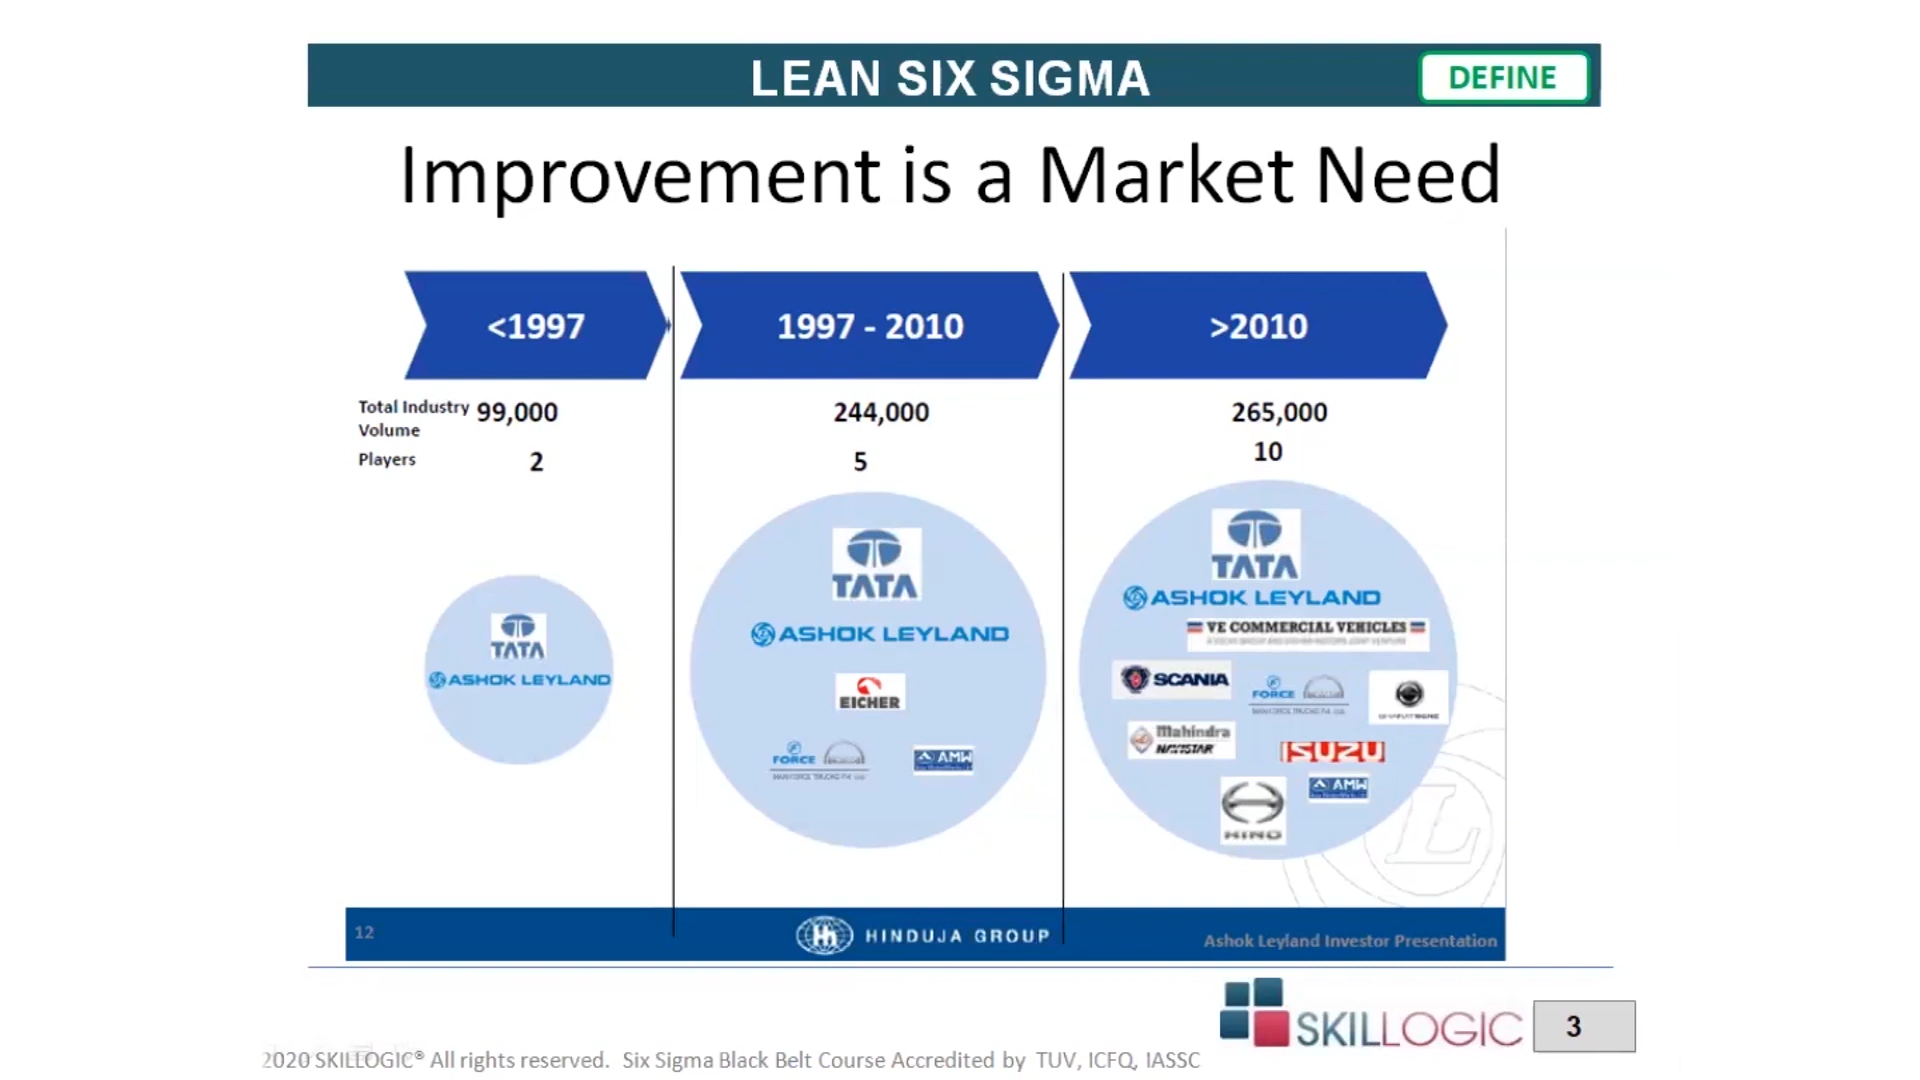 LEAN SIX SIGMA
DEFINE
Improvement is a Market Need
<1997
1997 - 2010
>2010
Total Industry Volume
99,000
244,000
265,000
Players
2
5
10
TATA
ASHOK LEYLAND
TATA
ASHOK LEYLAND
EICHER
FORCE
AMW
TATA
ASHOK LEYLAND
VE COMMERCIAL VEHICLES
SCANIA
FORCE
Mahindra
NAVISTAR
ISUZU
AMW
HINO
12
HINDUJA GROUP
Ashok Leyland Investor Presentation
SKILLOGIC
3
2020 SKILLOGIC® All rights reserved. Six Sigma Black Belt Course Accredited by TUV, ICFQ, IASSC